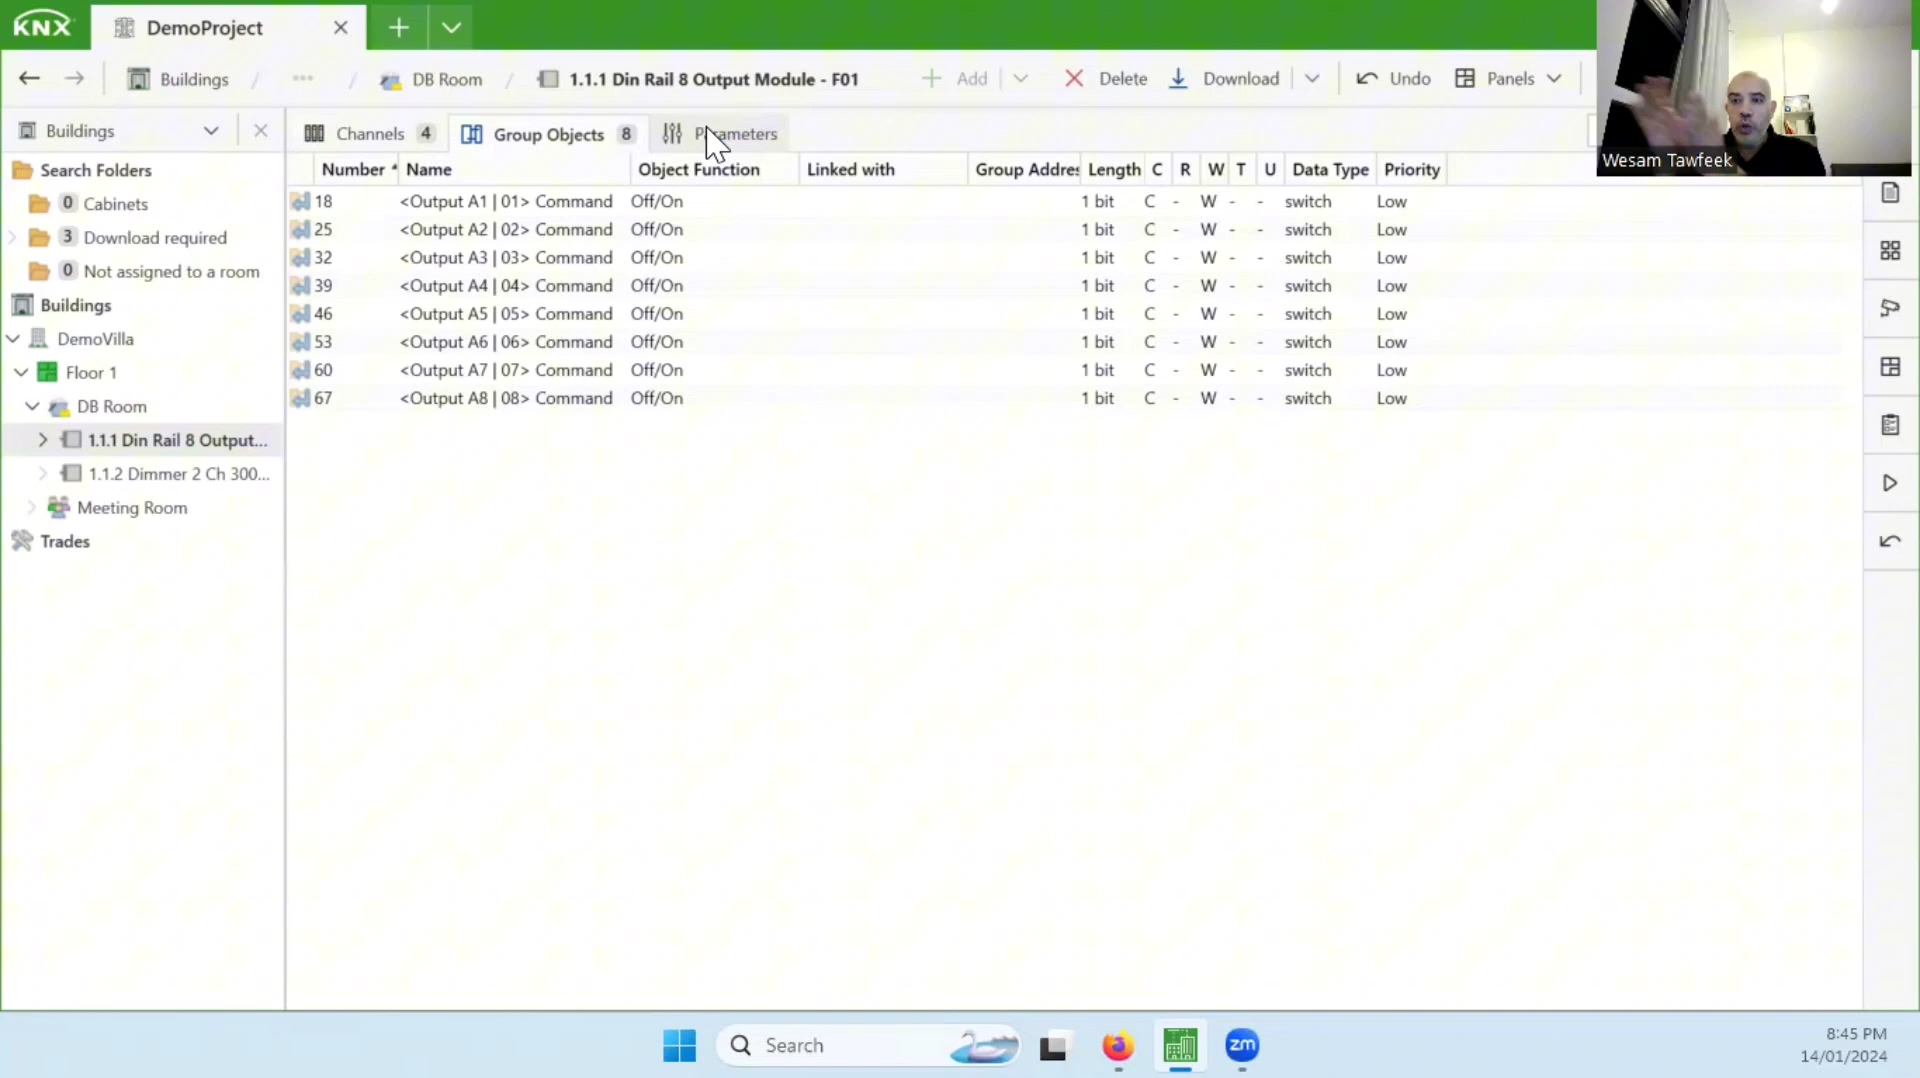 KNX
DemoProject
Buildings / ... / DB Room / 1.1.1 Din Rail 8 Output Module - F01
Add
Delete
Download
Undo
Panels
Wesam Tawfeek
Buildings
Search Folders
0 Cabinets
3 Download required
0 Not assigned to a room
Buildings
DemoVilla
Floor 1
DB Room
1.1.1 Din Rail 8 Output...
1.1.2 Dimmer 2 Ch 300...
Meeting Room
Trades
Channels 4
Group Objects 8
Parameters
Number Name Object Function Linked with Group Addres Length C R W T U Data Type Priority
18 <Output A1 | 01> Command Off/On 1 bit C - W - - switch Low
25 <Output A2 | 02> Command Off/On 1 bit C - W - - switch Low
32 <Output A3 | 03> Command Off/On 1 bit C - W - - switch Low
39 <Output A4 | 04> Command Off/On 1 bit C - W - - switch Low
46 <Output A5 | 05> Command Off/On 1 bit C - W - - switch Low
53 <Output A6 | 06> Command Off/On 1 bit C - W - - switch Low
60 <Output A7 | 07> Command Off/On 1 bit C - W - - switch Low
67 <Output A8 | 08> Command Off/On 1 bit C - W - - switch Low
Search
zm
8:45 PM
14/01/2024